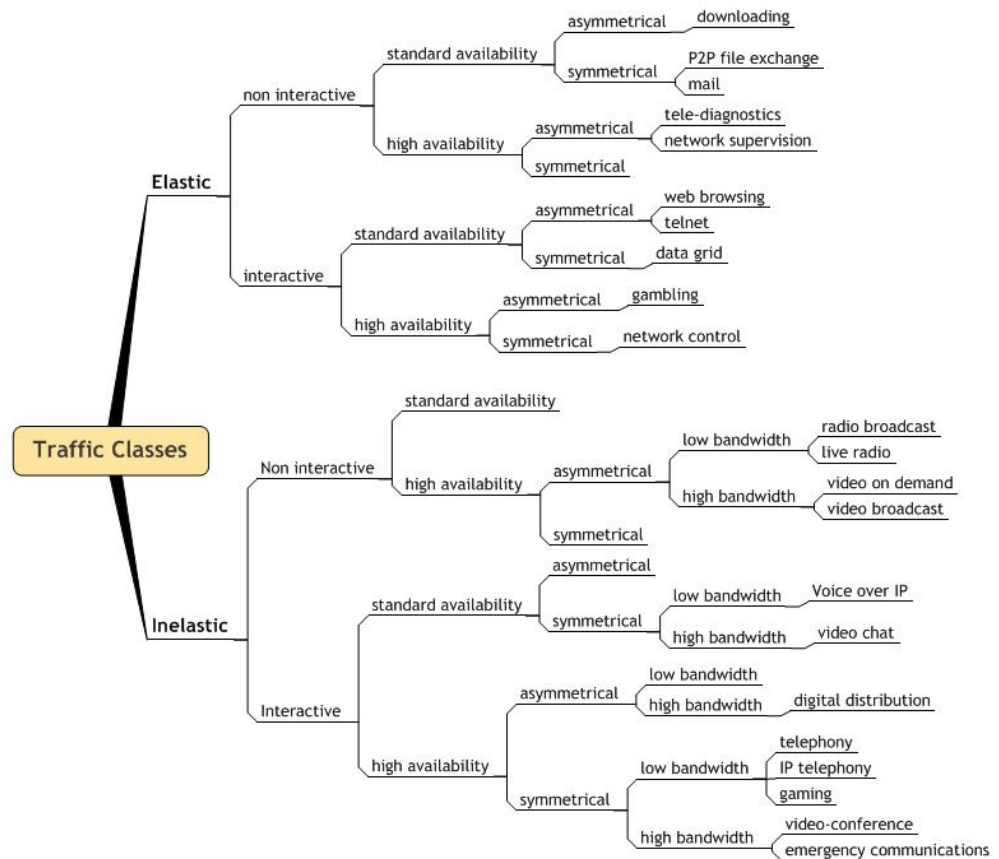 Traffic Classes
Elastic
non interactive
standard availability
asymmetrical
downloading
symmetrical
P2P file exchange
mail
high availability
asymmetrical
tele-diagnostics
network supervision
symmetrical
interactive
standard availability
asymmetrical
web browsing
telnet
symmetrical
data grid
high availability
asymmetrical
gambling
symmetrical
network control
Inelastic
Non interactive
standard availability
high availability
asymmetrical
low bandwidth
radio broadcast
live radio
high bandwidth
video on demand
video broadcast
symmetrical
Interactive
standard availability
asymmetrical
symmetrical
low bandwidth
Voice over IP
high bandwidth
video chat
high availability
asymmetrical
low bandwidth
high bandwidth
digital distribution
symmetrical
low bandwidth
telephony
IP telephony
gaming
high bandwidth
video-conference
emergency communications